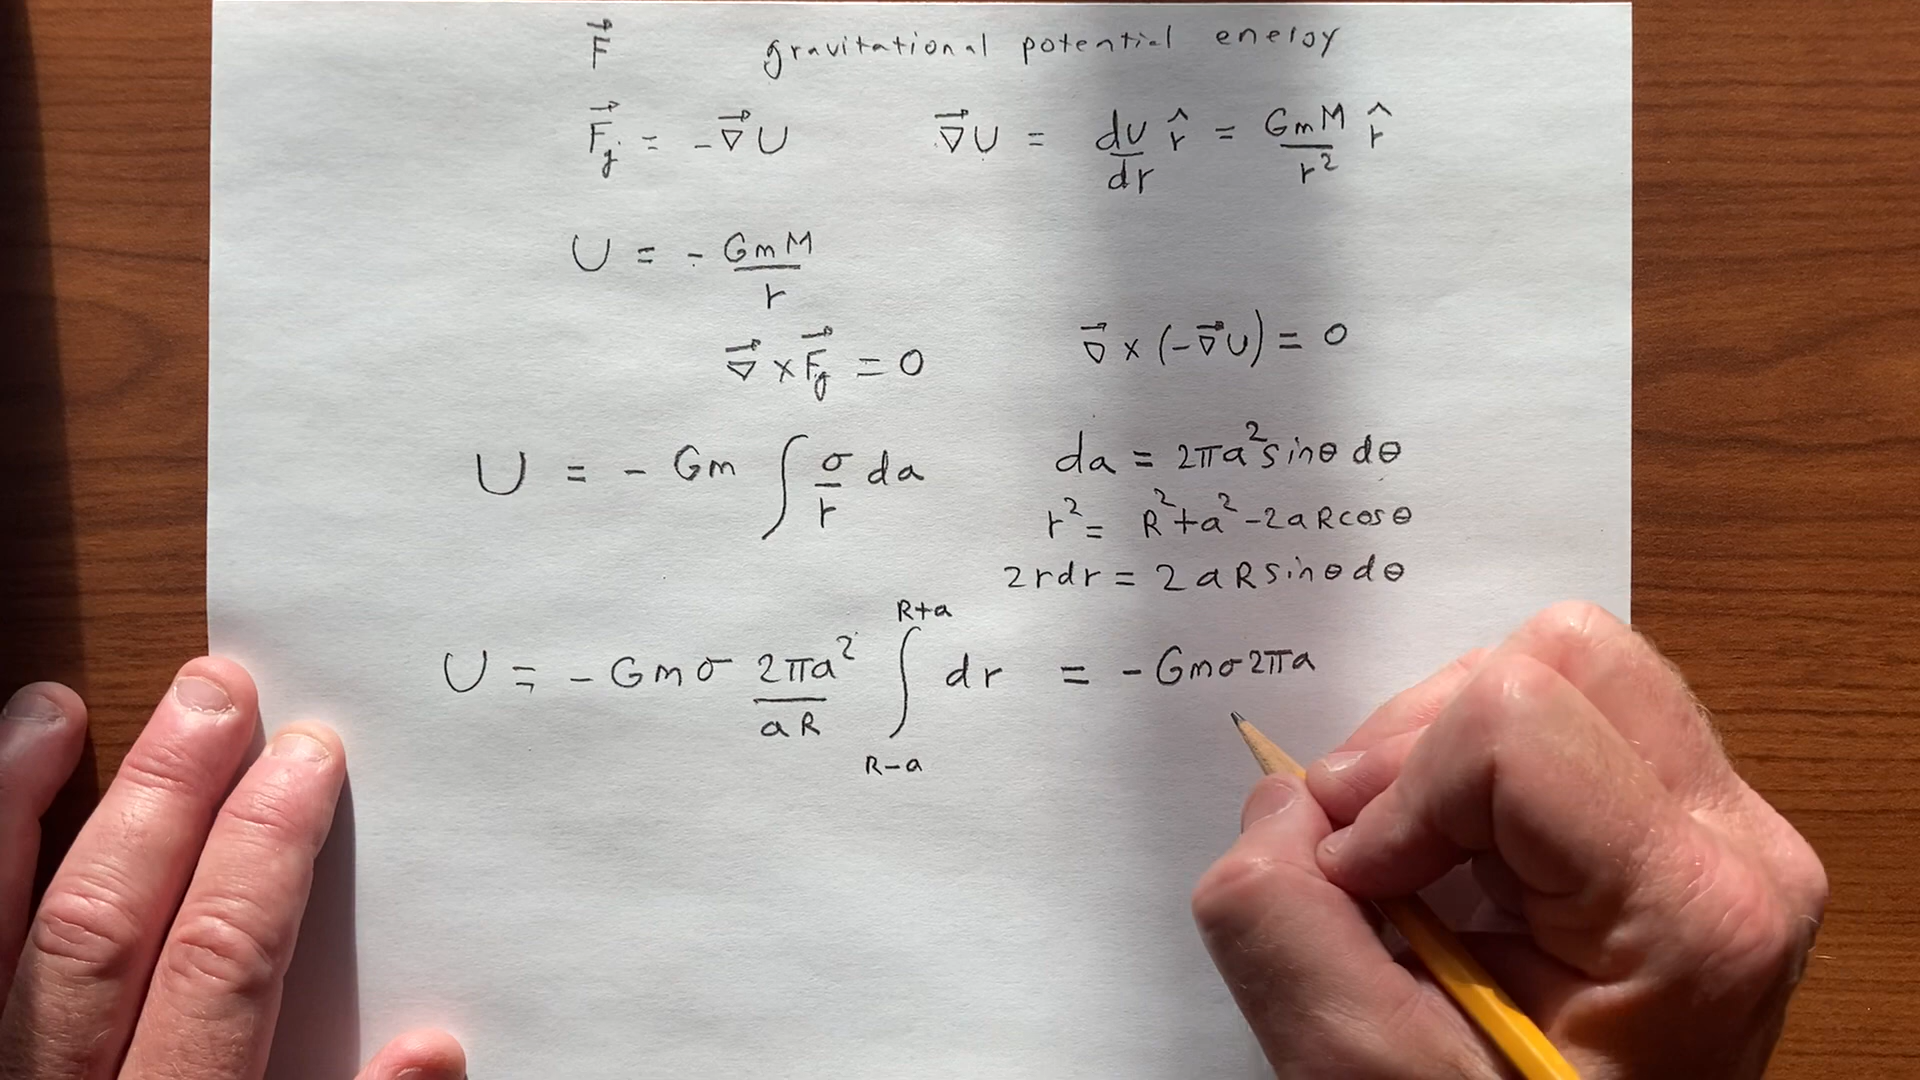 F⃗ gravitational potential energy
F⃗g = -∇⃗U ∇⃗U = dU/dr r̂ = GmM/r² r̂
U = - GmM/r
∇⃗ × F⃗g = 0 ∇⃗ × (-∇⃗U) = 0
U = - Gm ∫ σ/r da da = 2πa² sinθ dθ
r² = R² + a² - 2aRcosθ
2rdr = 2aRsinθdθ
U = - Gmσ 2πa²/aR ∫_{R-a}^{R+a} dr = - Gmσ2πa